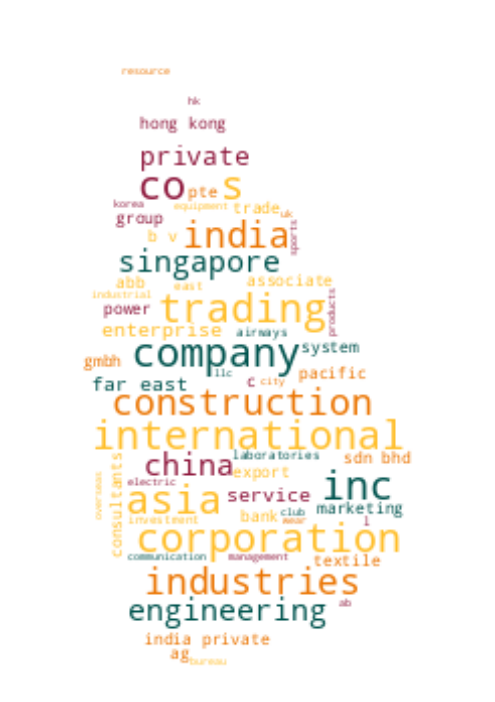 resource
hk
hong kong
private
co pte s
korea equipment trade uk
group
b v india sports
singapore
abb east associate
industrial
power trading products
enterprise airways
company system
gmbh llc pacific
far east c city
construction
international
laboratories
china sdn bhd
consultants export
electric service inc
overseas asia marketing
investment bank club wear l
corporation
communication management textile
industries
engineering ab
india private
ag bureau